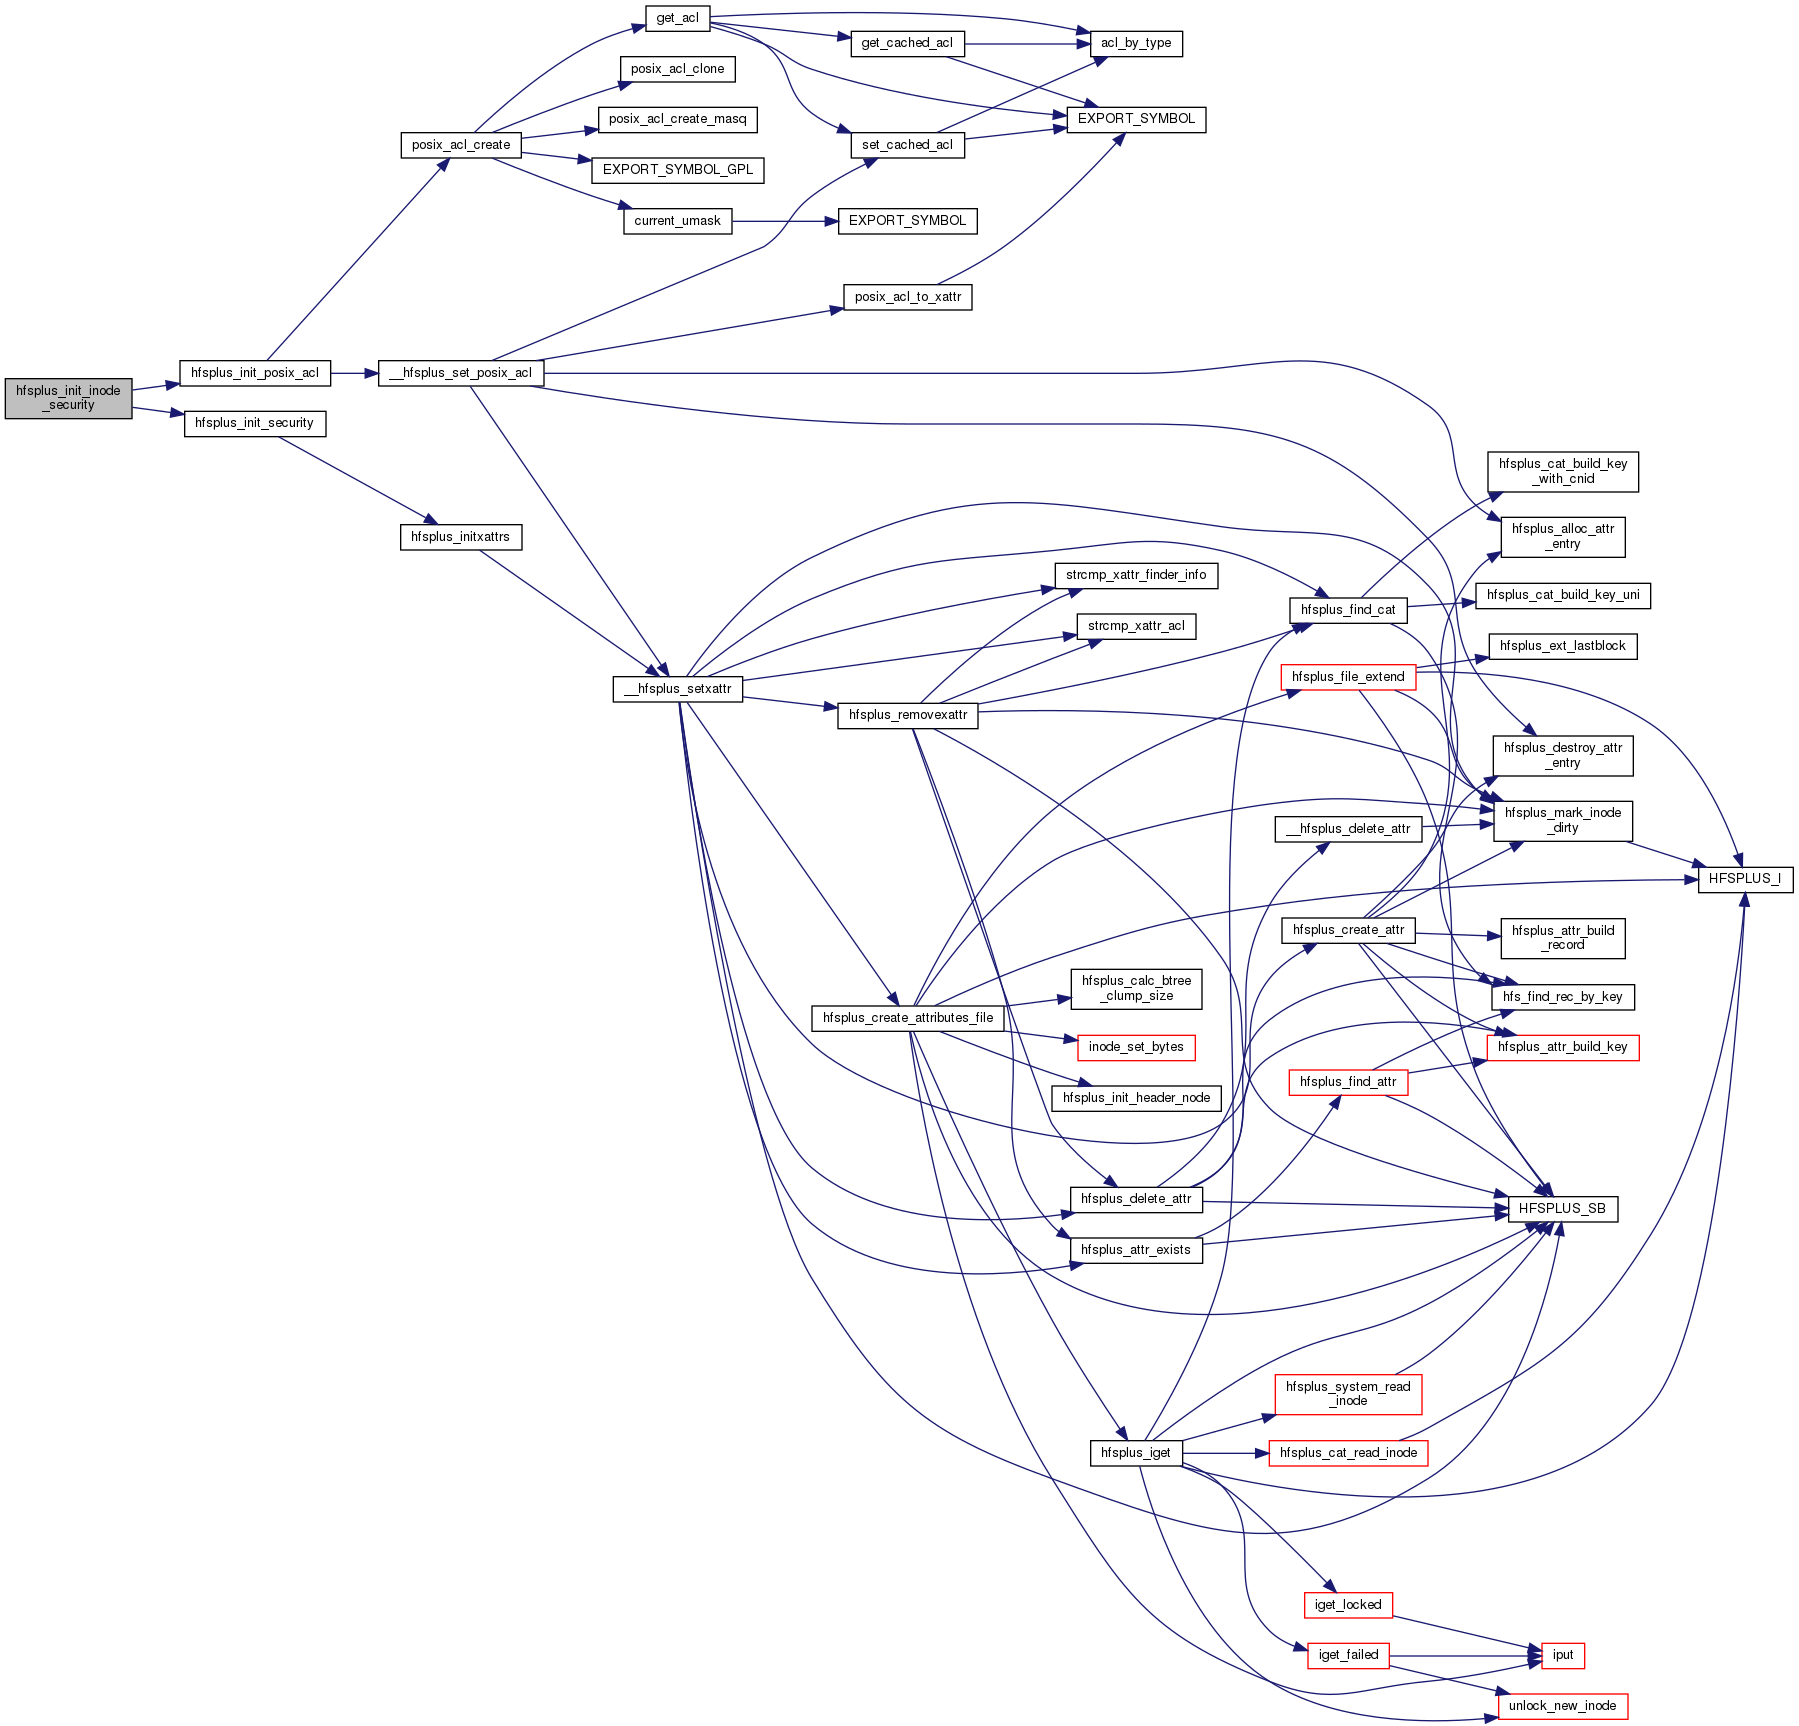 get_acl
get_cached_acl
acl_by_type
posix_acl_clone
posix_acl_create_masq
EXPORT_SYMBOL
posix_acl_create
set_cached_acl
EXPORT_SYMBOL_GPL
current_umask
EXPORT_SYMBOL
posix_acl_to_xattr
hfsplus_init_posix_acl
__hfsplus_set_posix_acl
hfsplus_init_inode
_security
hfsplus_init_security
hfsplus_cat_build_key
_with_cnid
hfsplus_initxattrs
hfsplus_alloc_attr
_entry
strcmp_xattr_finder_info
hfsplus_cat_build_key_uni
hfsplus_find_cat
strcmp_xattr_acl
hfsplus_ext_lastblock
hfsplus_file_extend
__hfsplus_setxattr
hfsplus_removexattr
hfsplus_destroy_attr
_entry
hfsplus_mark_inode
_dirty
__hfsplus_delete_attr
HFSPLUS_I
hfsplus_create_attr
hfsplus_attr_build
_record
hfsplus_calc_btree
_clump_size
hfs_find_rec_by_key
hfsplus_create_attributes_file
inode_set_bytes
hfsplus_attr_build_key
hfsplus_find_attr
hfsplus_init_header_node
hfsplus_delete_attr
HFSPLUS_SB
hfsplus_attr_exists
hfsplus_system_read
_inode
hfsplus_iget
hfsplus_cat_read_inode
iget_locked
iget_failed
iput
unlock_new_inode